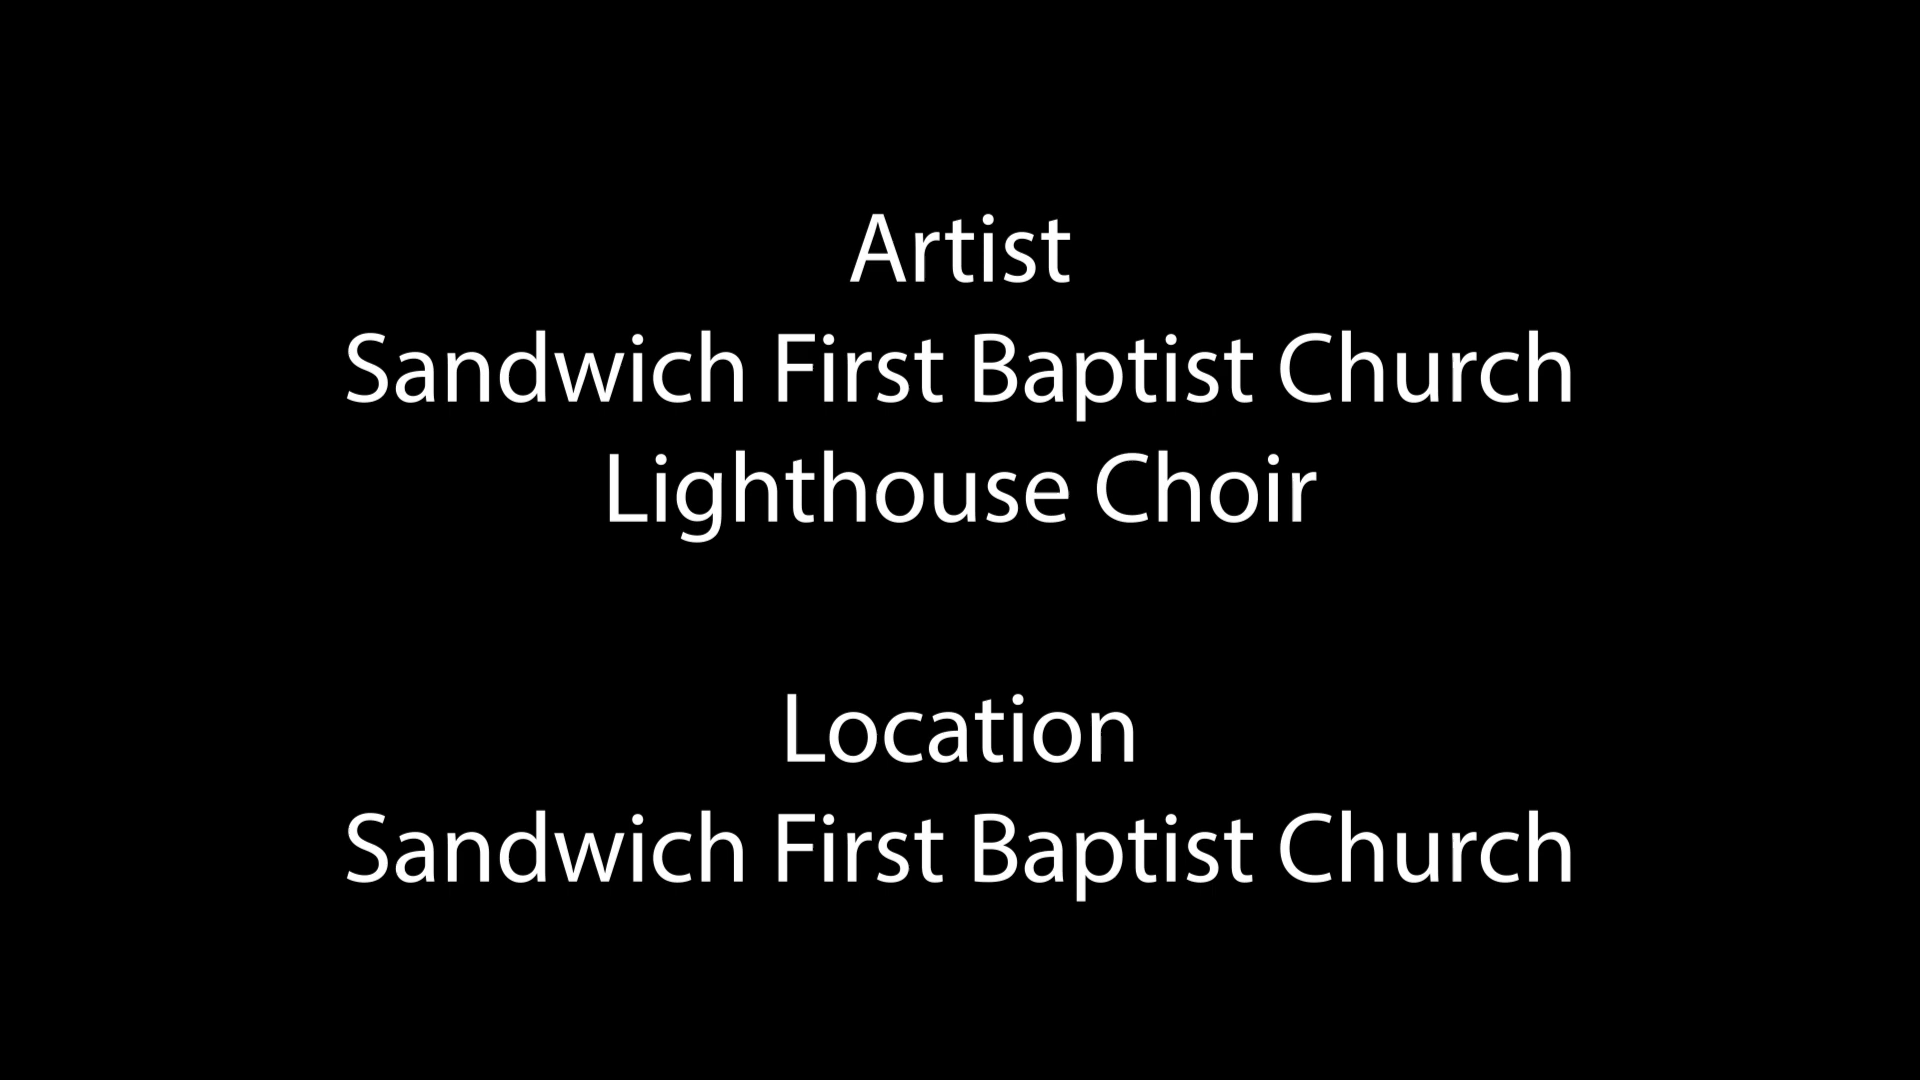 Artist
Sandwich First Baptist Church
Lighthouse Choir
Location
Sandwich First Baptist Church